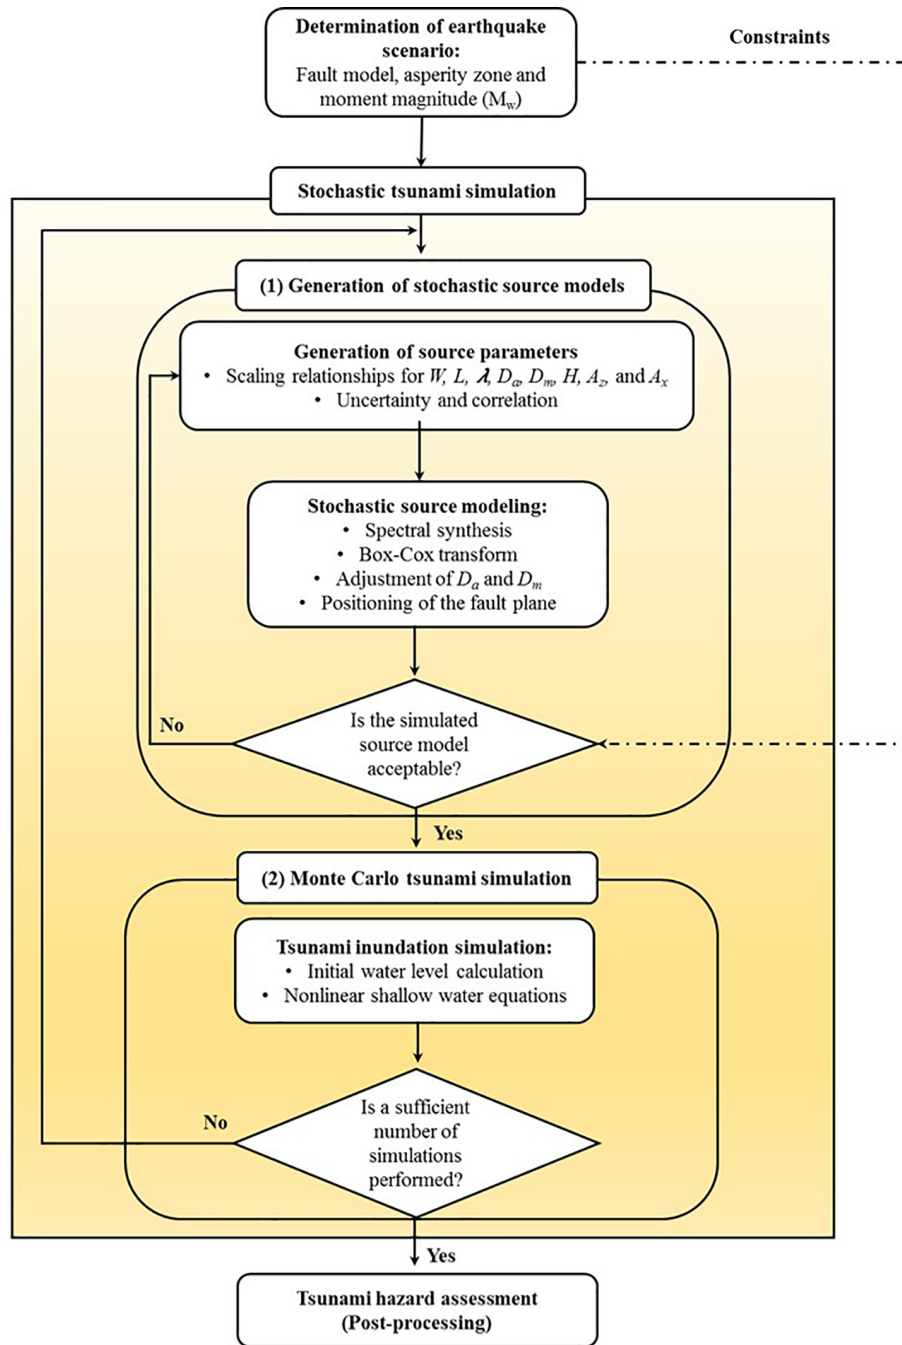 Determination of earthquake
scenario:
Fault model, asperity zone and
moment magnitude (Mw)
Constraints
Stochastic tsunami simulation
(1) Generation of stochastic source models
Generation of source parameters
• Scaling relationships for W, L, λ, Da, Dm, H, Az, and Ax
• Uncertainty and correlation
Stochastic source modeling:
• Spectral synthesis
• Box-Cox transform
• Adjustment of Da and Dm
• Positioning of the fault plane
Is the simulated
source model
acceptable?
No
Yes
(2) Monte Carlo tsunami simulation
Tsunami inundation simulation:
• Initial water level calculation
• Nonlinear shallow water equations
Is a sufficient
number of
simulations
performed?
No
Yes
Tsunami hazard assessment
(Post-processing)